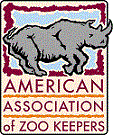 AMERICAN
ASSOCIATION
of ZOO KEEPERS